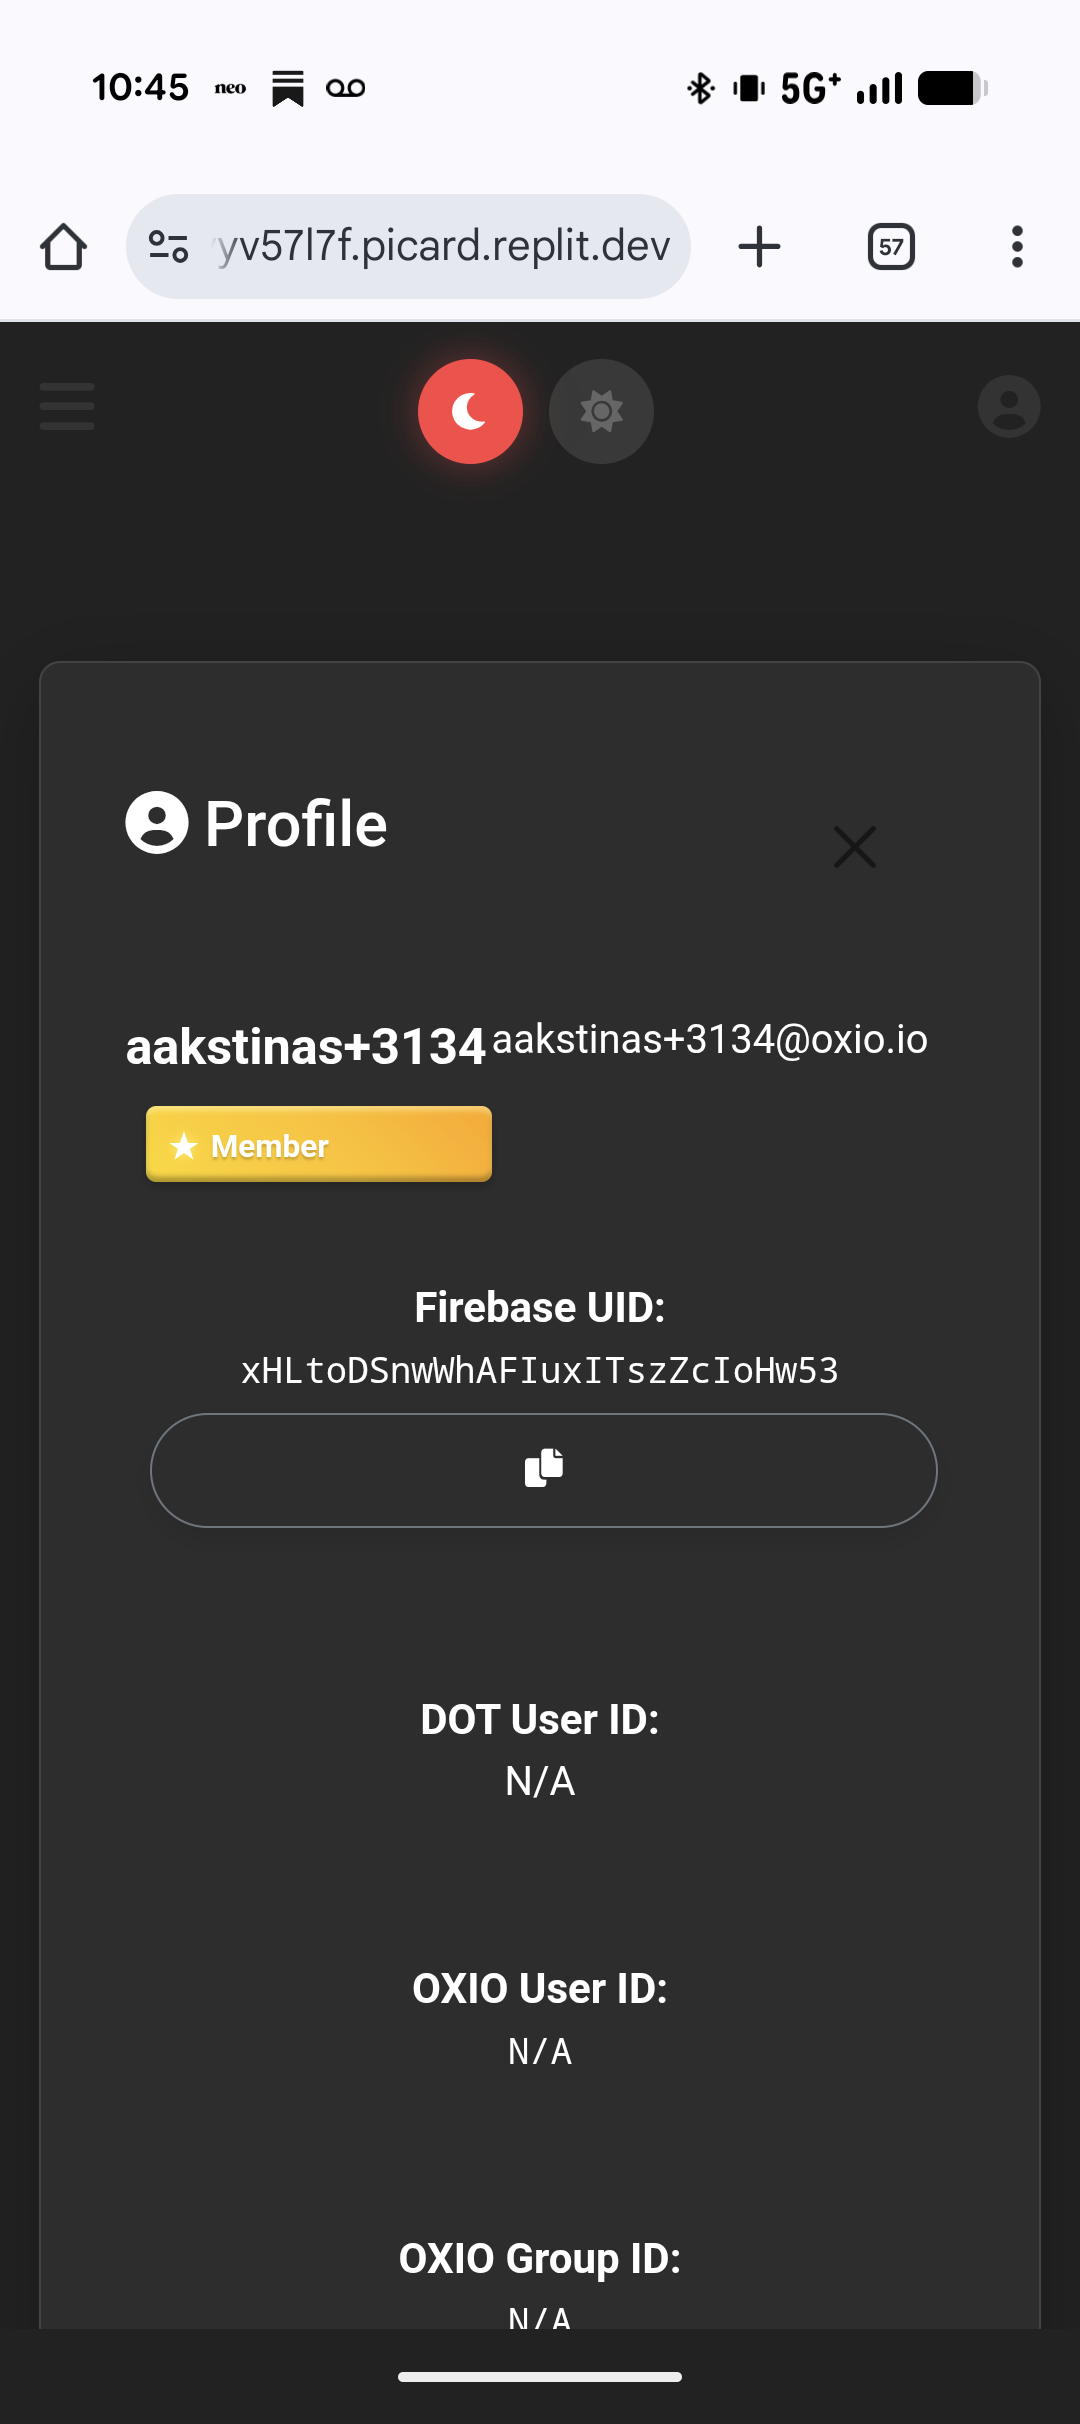 10:45 neo 5G+
yv57l7f.picard.replit.dev 57
Profile
aakstinas+3134 aakstinas+3134@oxio.io
Member
Firebase UID:
xHLtoDSnwWhAFIuxITszZcIoHw53
DOT User ID:
N/A
OXIO User ID:
N/A
OXIO Group ID:
N/A